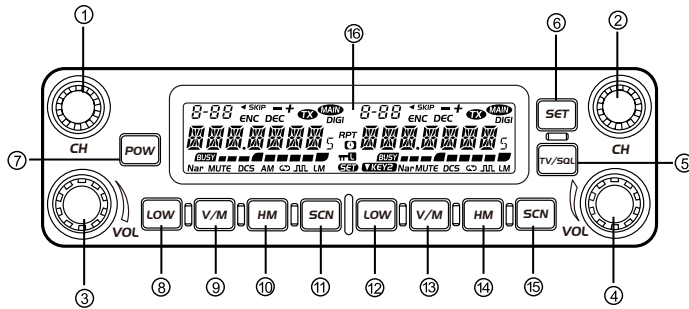 ① ⑯ ⑥ ②
8-88 ◄ SKIP − + TX MAIN 8-88 ◄ SKIP − + TX MAIN
ENC DEC DIGI ENC DEC DIGI
SET
CH CH
RPT
S S
⑦ POW TV/SQL ⑤
BUSY BUSY
Nar MUTE DCS AM LM SET KEY2 Nar MUTE DCS LM
VOL LOW V/M HM SCN LOW V/M HM SCN VOL
③ ⑧ ⑨ ⑩ ⑪ ⑫ ⑬ ⑭ ⑮ ④